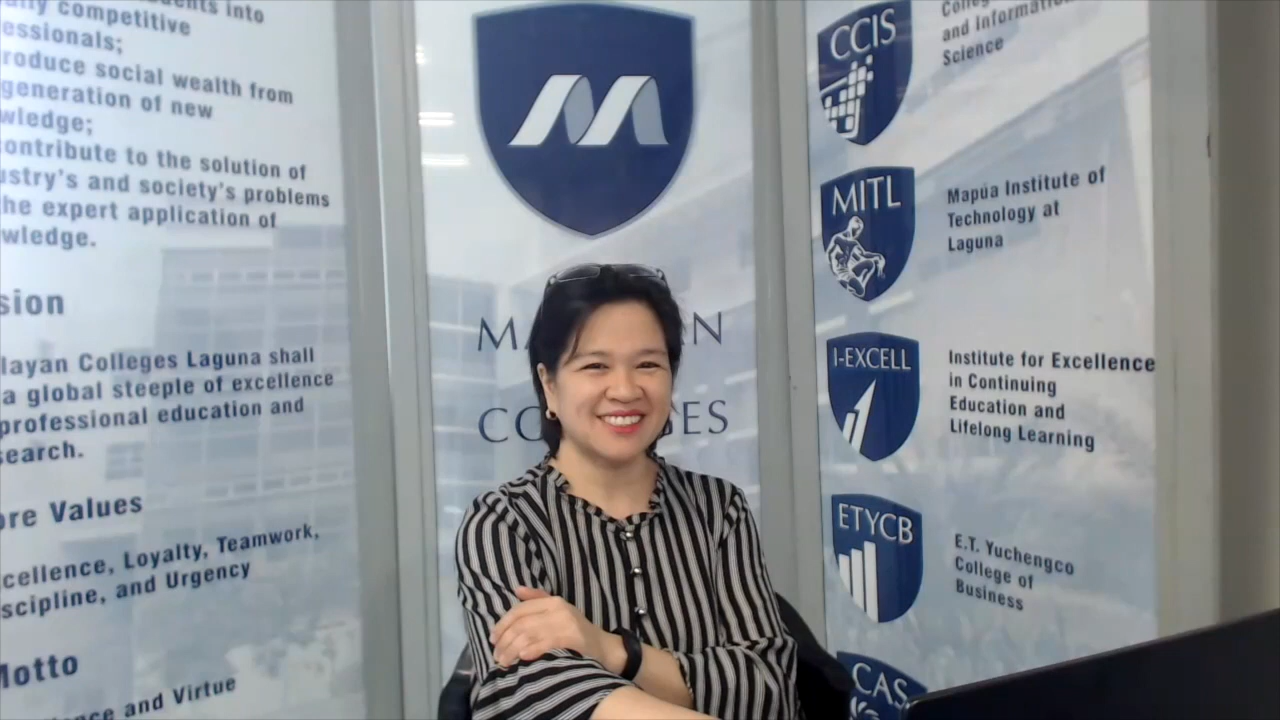 into
competitive
essionals;
roduce social wealth from
generation of new
wledge;
ontribute to the solution of
ustry's and society's problems
he expert application of
wledge.
sion
layan Colleges Laguna shall
a global steeple of excellence
professional education and
search.
ore Values
cellence, Loyalty, Teamwork,
scipline, and Urgency
Motto
and Virtue
M
CCIS
and Information
Science
MITL
Mapúa Institute of
Technology at
Laguna
I-EXCELL
Institute for Excellence
in Continuing
Education and
Lifelong Learning
ETYCB
E.T. Yuchengco
College of
Business
CAS